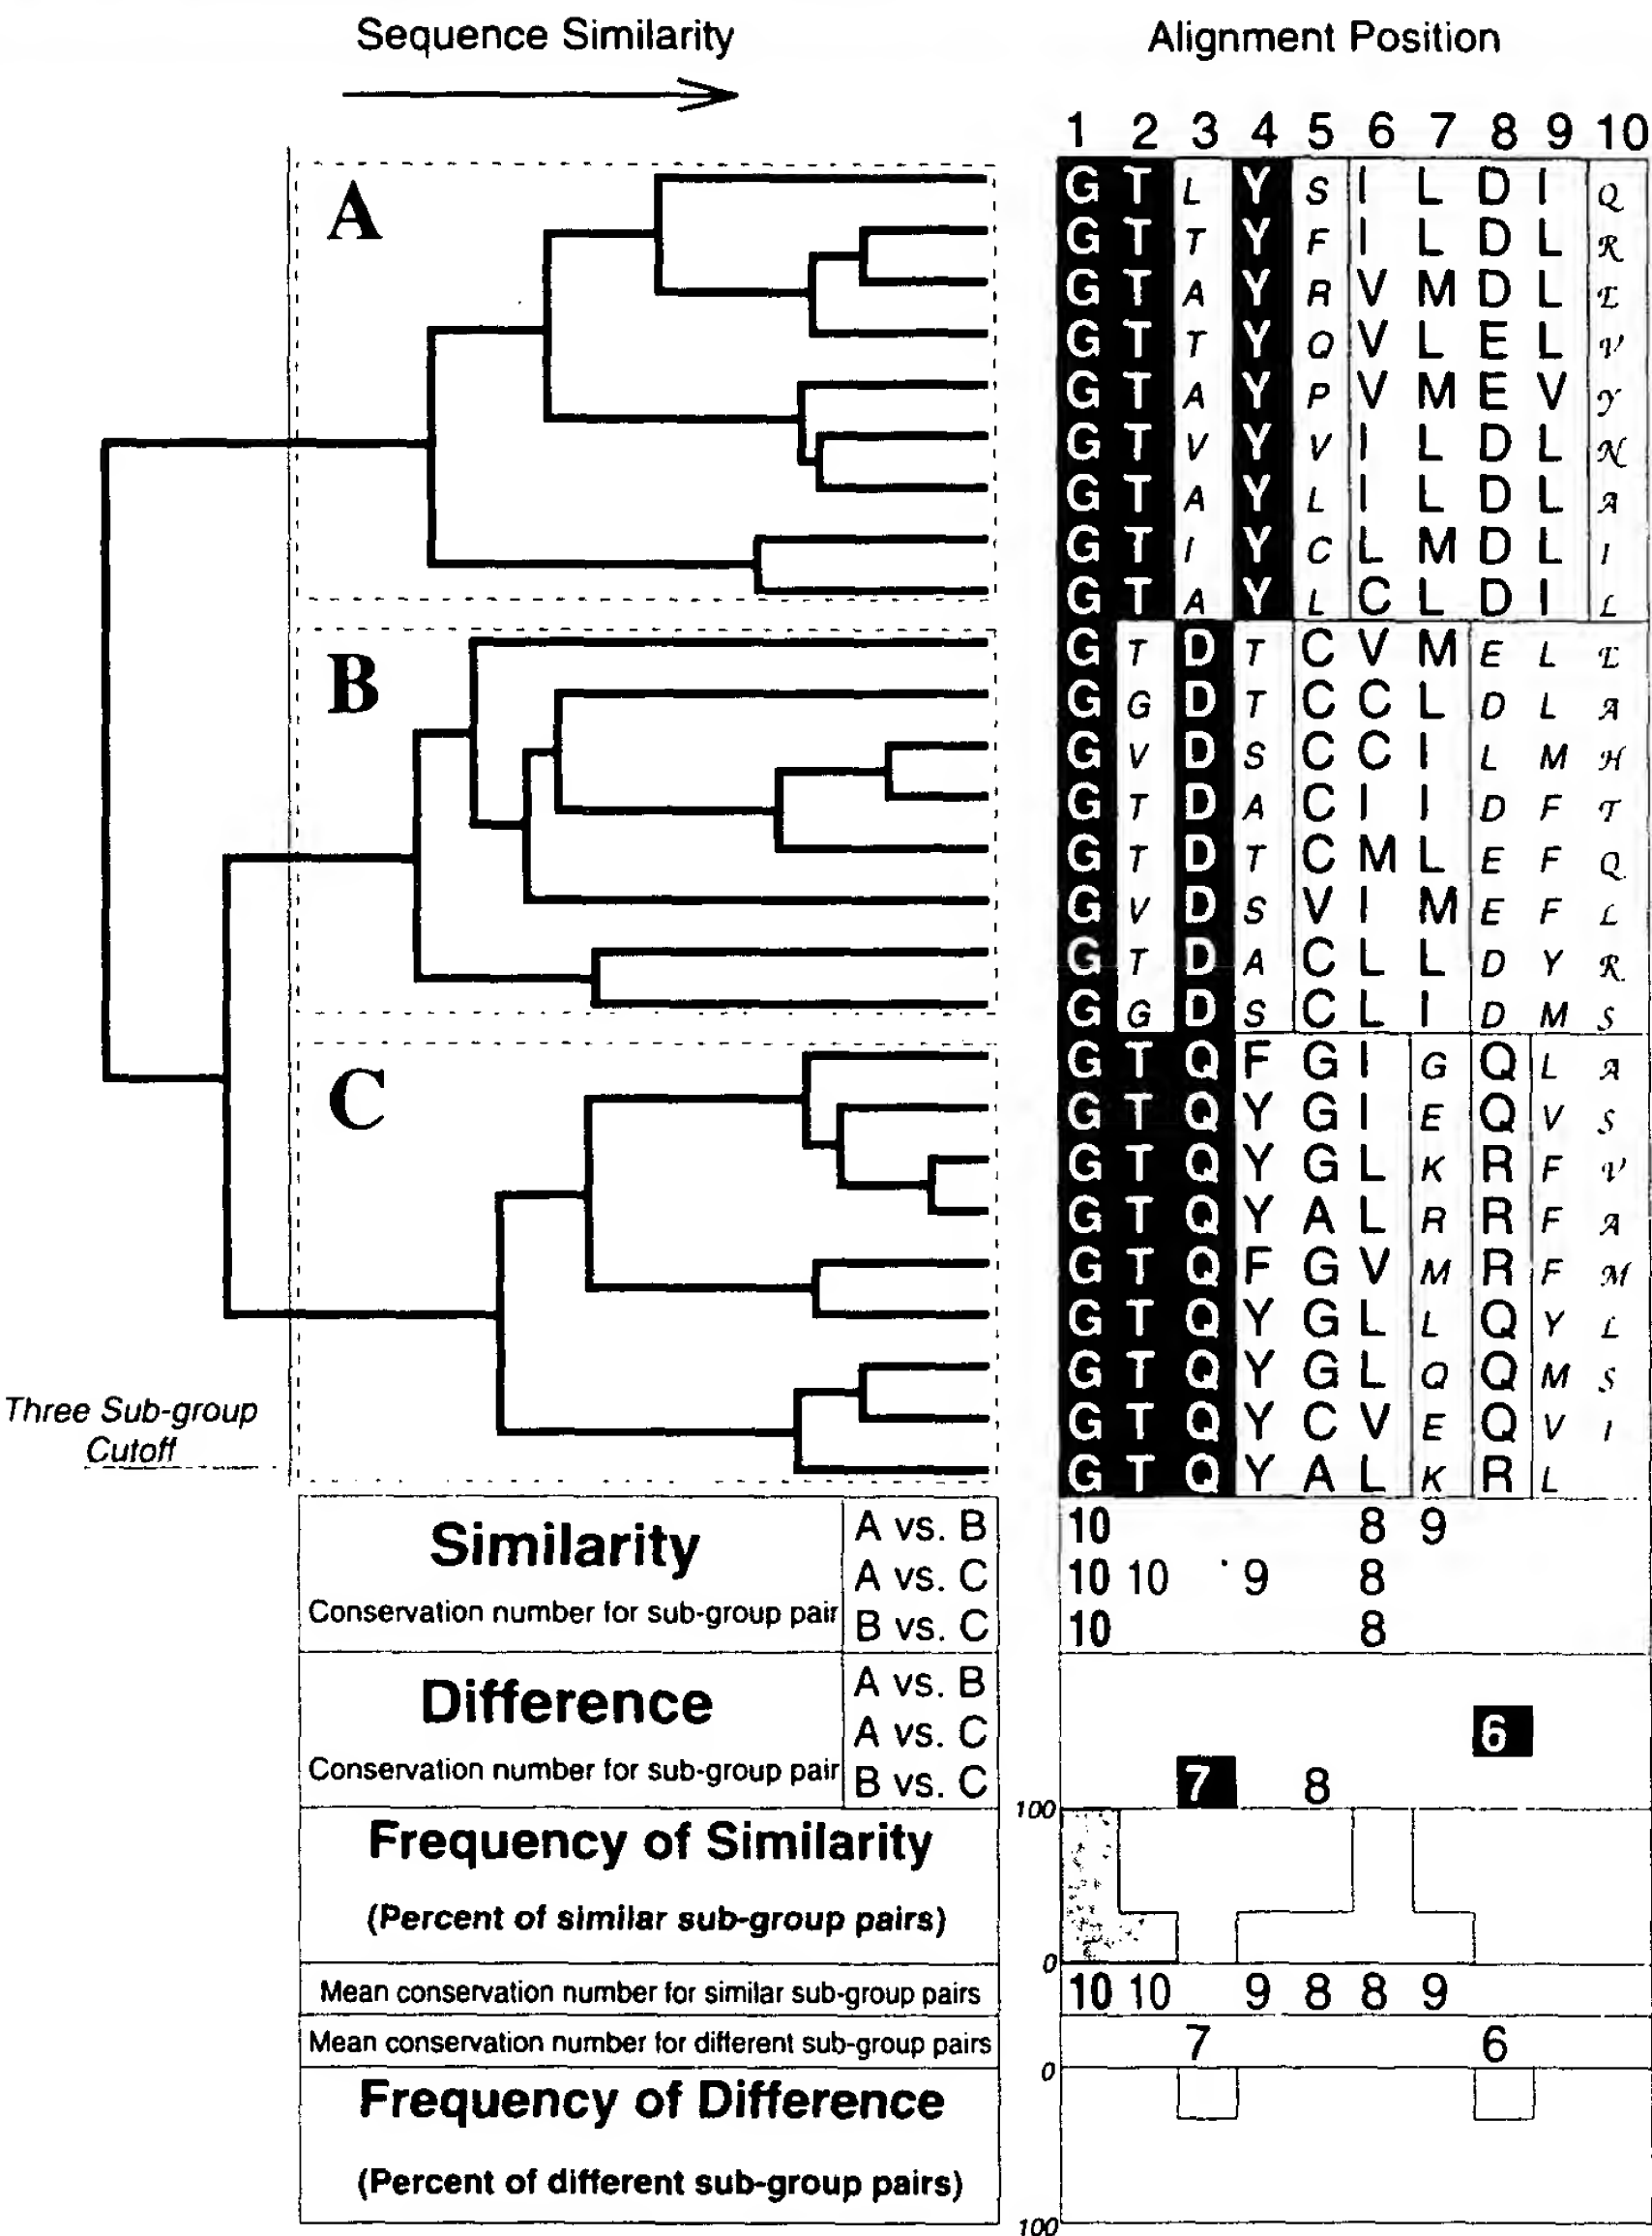 Sequence Similarity
Alignment Position
1 2 3 4 5 6 7 8 9 10
A
G T L Y S I L D I Q
G T T Y F I L D L R
G T A Y R V M D L E
G T T Y Q V L E L V
G T A Y P V M E V Y
G T V Y V I L D L N
G T A Y L I L D L A
G T I Y C L M D L I
G T A Y L C L D I L
B
G T D T C V M E L E
G G D T C C L D L A
G V D S C C I L M H
G T D A C I I D F T
G T D T C M L E F Q
G V D S V I M E F L
G T D A C L L D Y R
G G D S C L I D M S
C
G T Q F G I G Q L A
G T Q Y G I E Q V S
G T Q Y G L K R F V
G T Q Y A L R R F A
G T Q F G V M R F M
G T Q Y G L L Q Y L
G T Q Y G L Q Q M S
G T Q Y C V E Q V I
G T Q Y A L K R L
Three Sub-group
Cutoff
Similarity
Conservation number for sub-group pair
A vs. B 10 8 9
A vs. C 10 10 9 8
B vs. C 10 8
Difference
Conservation number for sub-group pair
A vs. B
A vs. C 6
B vs. C 7 8
Frequency of Similarity
(Percent of similar sub-group pairs)
100
0
Mean conservation number for similar sub-group pairs 10 10 9 8 8 9
Mean conservation number for different sub-group pairs 7 6
Frequency of Difference
(Percent of different sub-group pairs)
0
100